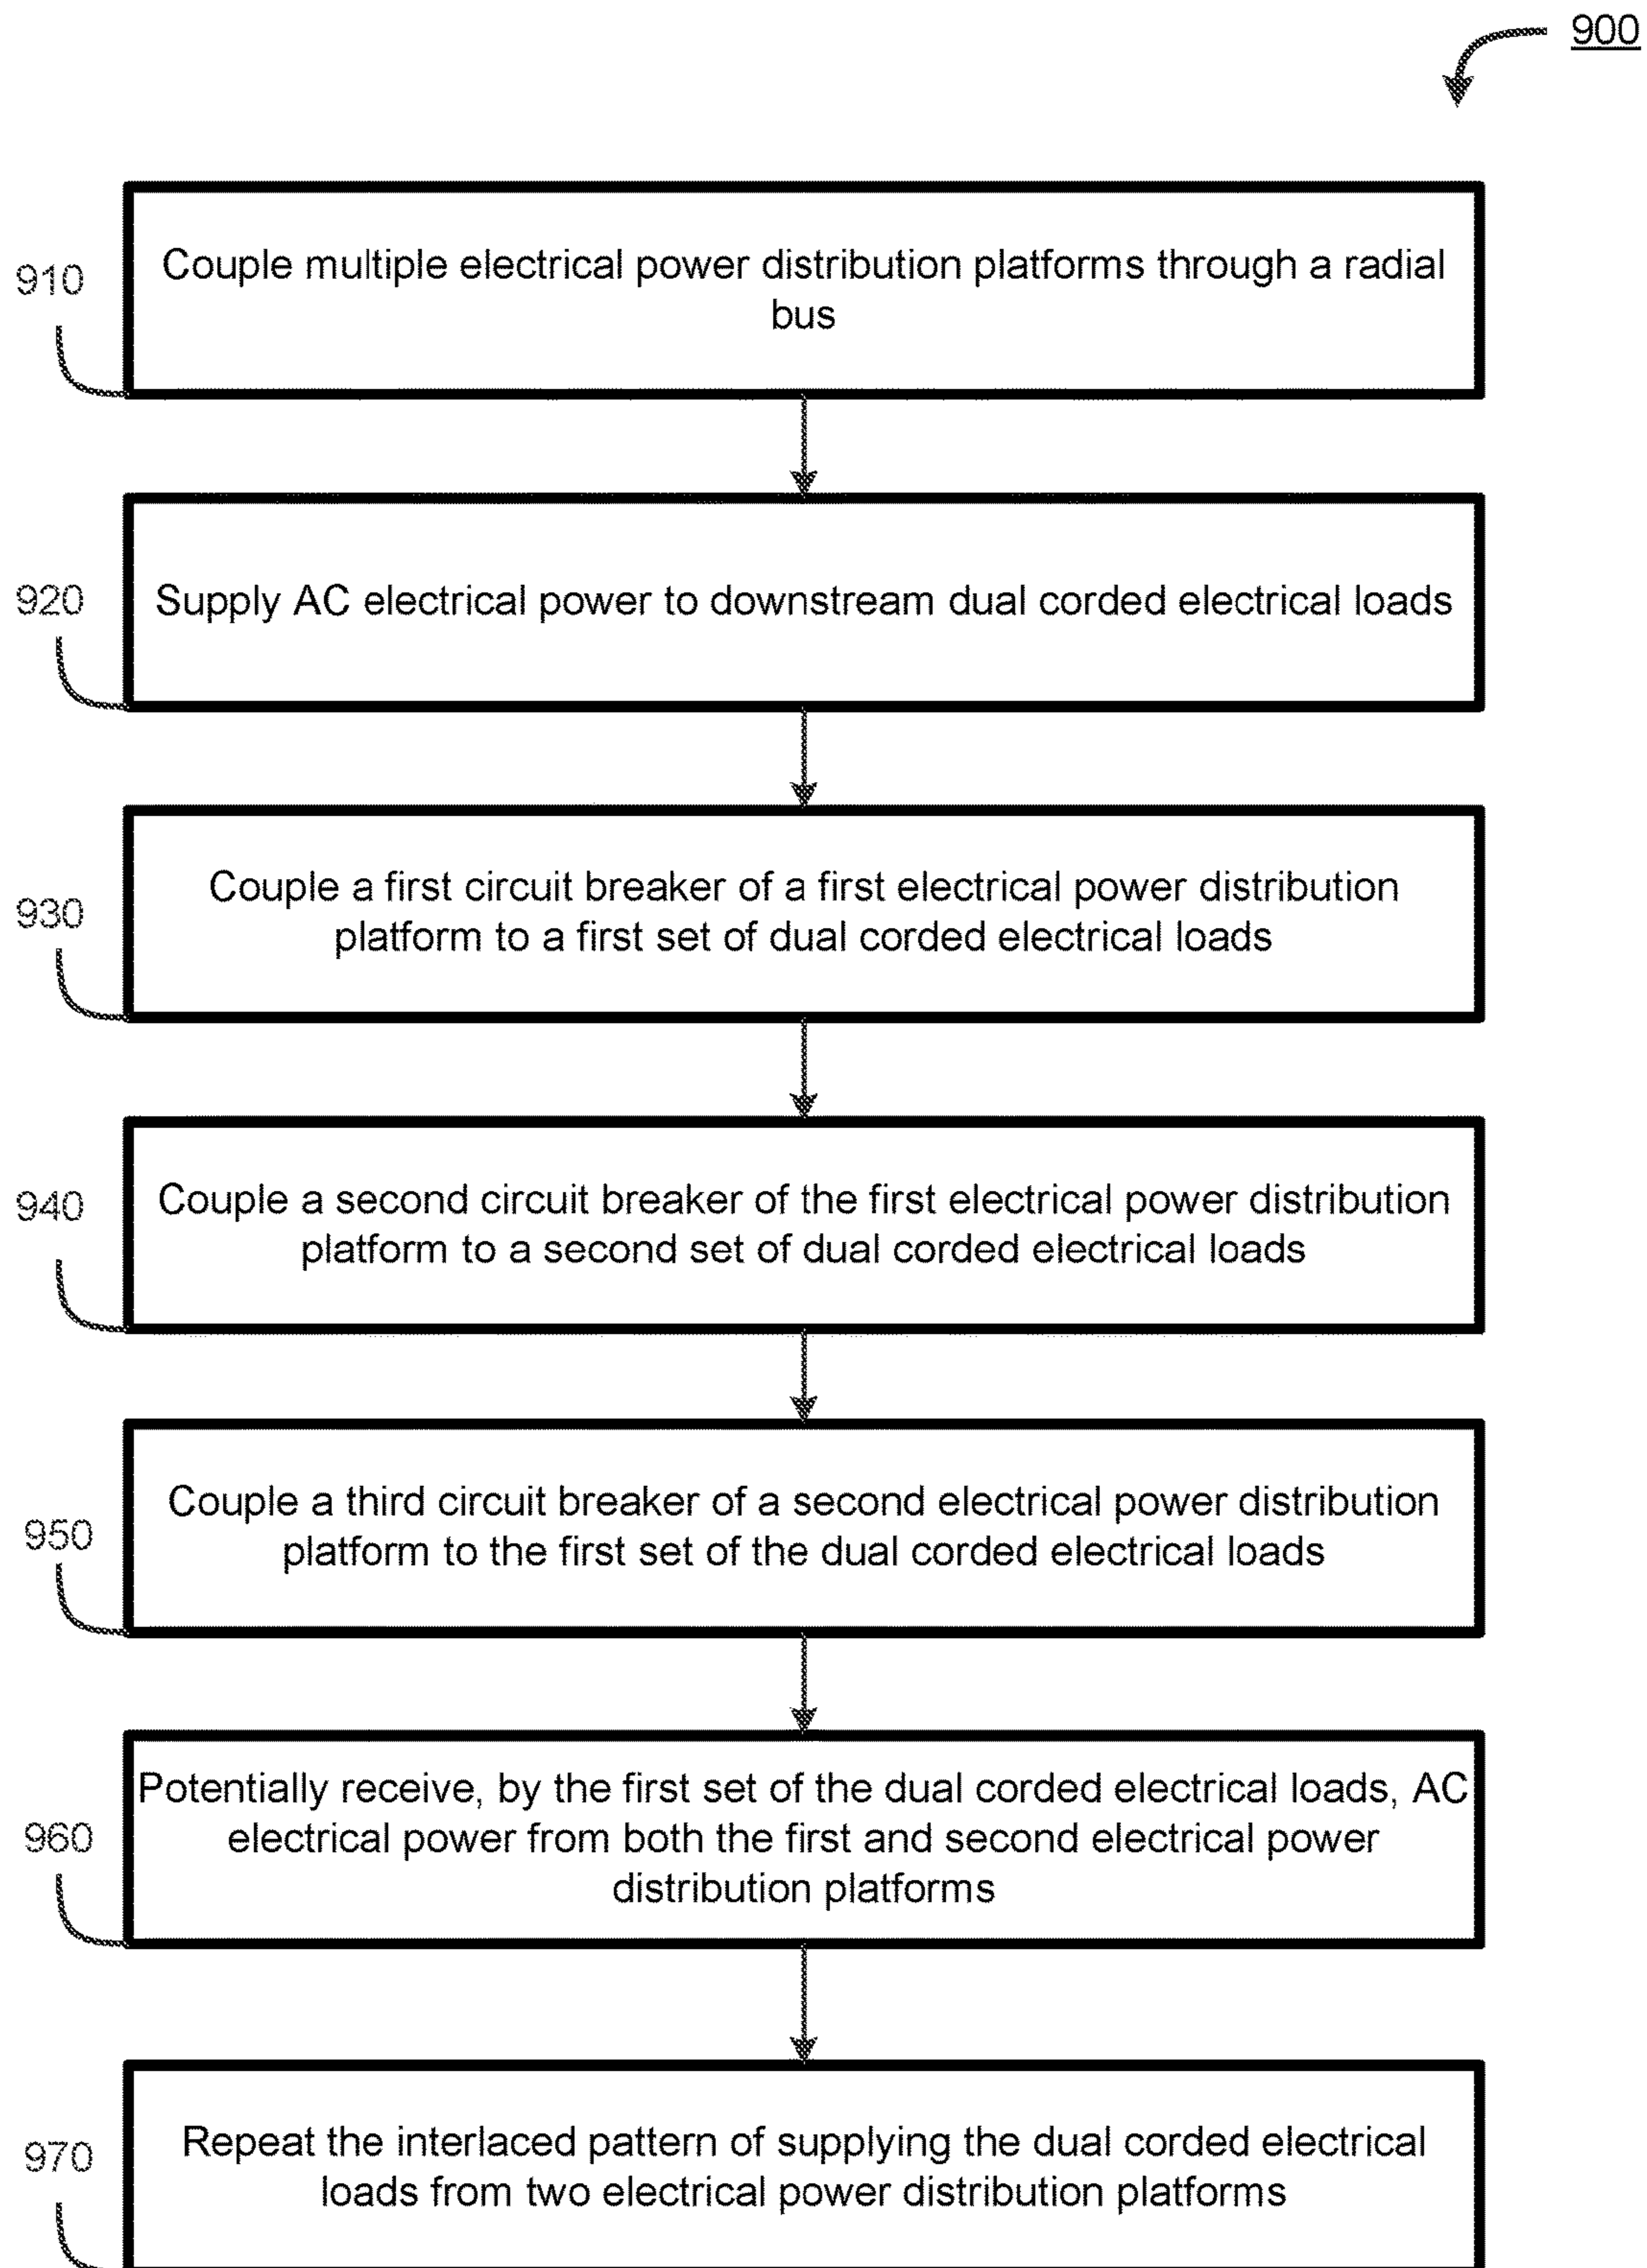 900
910
Couple multiple electrical power distribution platforms through a radial
bus
920
Supply AC electrical power to downstream dual corded electrical loads
930
Couple a first circuit breaker of a first electrical power distribution
platform to a first set of dual corded electrical loads
940
Couple a second circuit breaker of the first electrical power distribution
platform to a second set of dual corded electrical loads
950
Couple a third circuit breaker of a second electrical power distribution
platform to the first set of the dual corded electrical loads
960
Potentially receive, by the first set of the dual corded electrical loads, AC
electrical power from both the first and second electrical power
distribution platforms
970
Repeat the interlaced pattern of supplying the dual corded electrical
loads from two electrical power distribution platforms